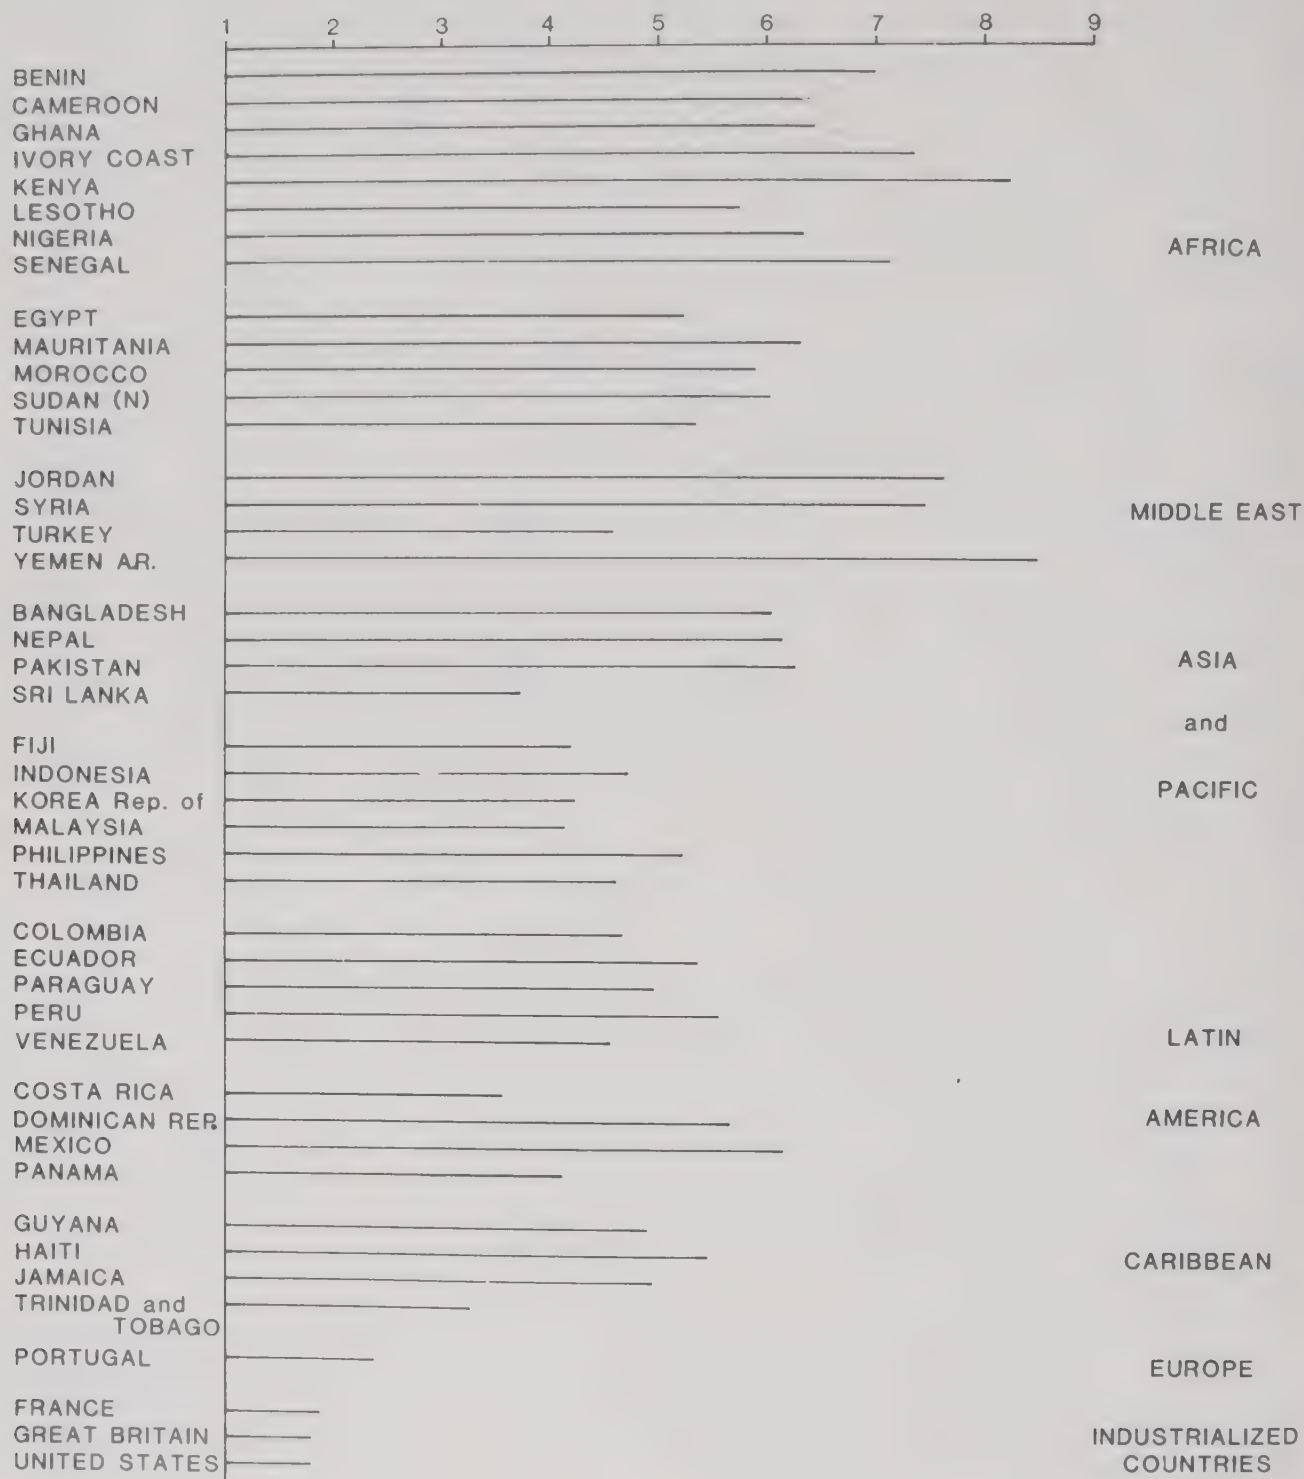 1 2 3 4 5 6 7 8 9
BENIN
CAMEROON
GHANA
IVORY COAST
KENYA
LESOTHO
NIGERIA
SENEGAL
AFRICA
EGYPT
MAURITANIA
MOROCCO
SUDAN (N)
TUNISIA
JORDAN
SYRIA
TURKEY
YEMEN A.R.
MIDDLE EAST
BANGLADESH
NEPAL
PAKISTAN
SRI LANKA
FIJI
INDONESIA
KOREA Rep. of
MALAYSIA
PHILIPPINES
THAILAND
ASIA
and
PACIFIC
COLOMBIA
ECUADOR
PARAGUAY
PERU
VENEZUELA
COSTA RICA
DOMINICAN REP.
MEXICO
PANAMA
LATIN
AMERICA
GUYANA
HAITI
JAMAICA
TRINIDAD and
TOBAGO
CARIBBEAN
PORTUGAL
EUROPE
FRANCE
GREAT BRITAIN
UNITED STATES
INDUSTRIALIZED
COUNTRIES